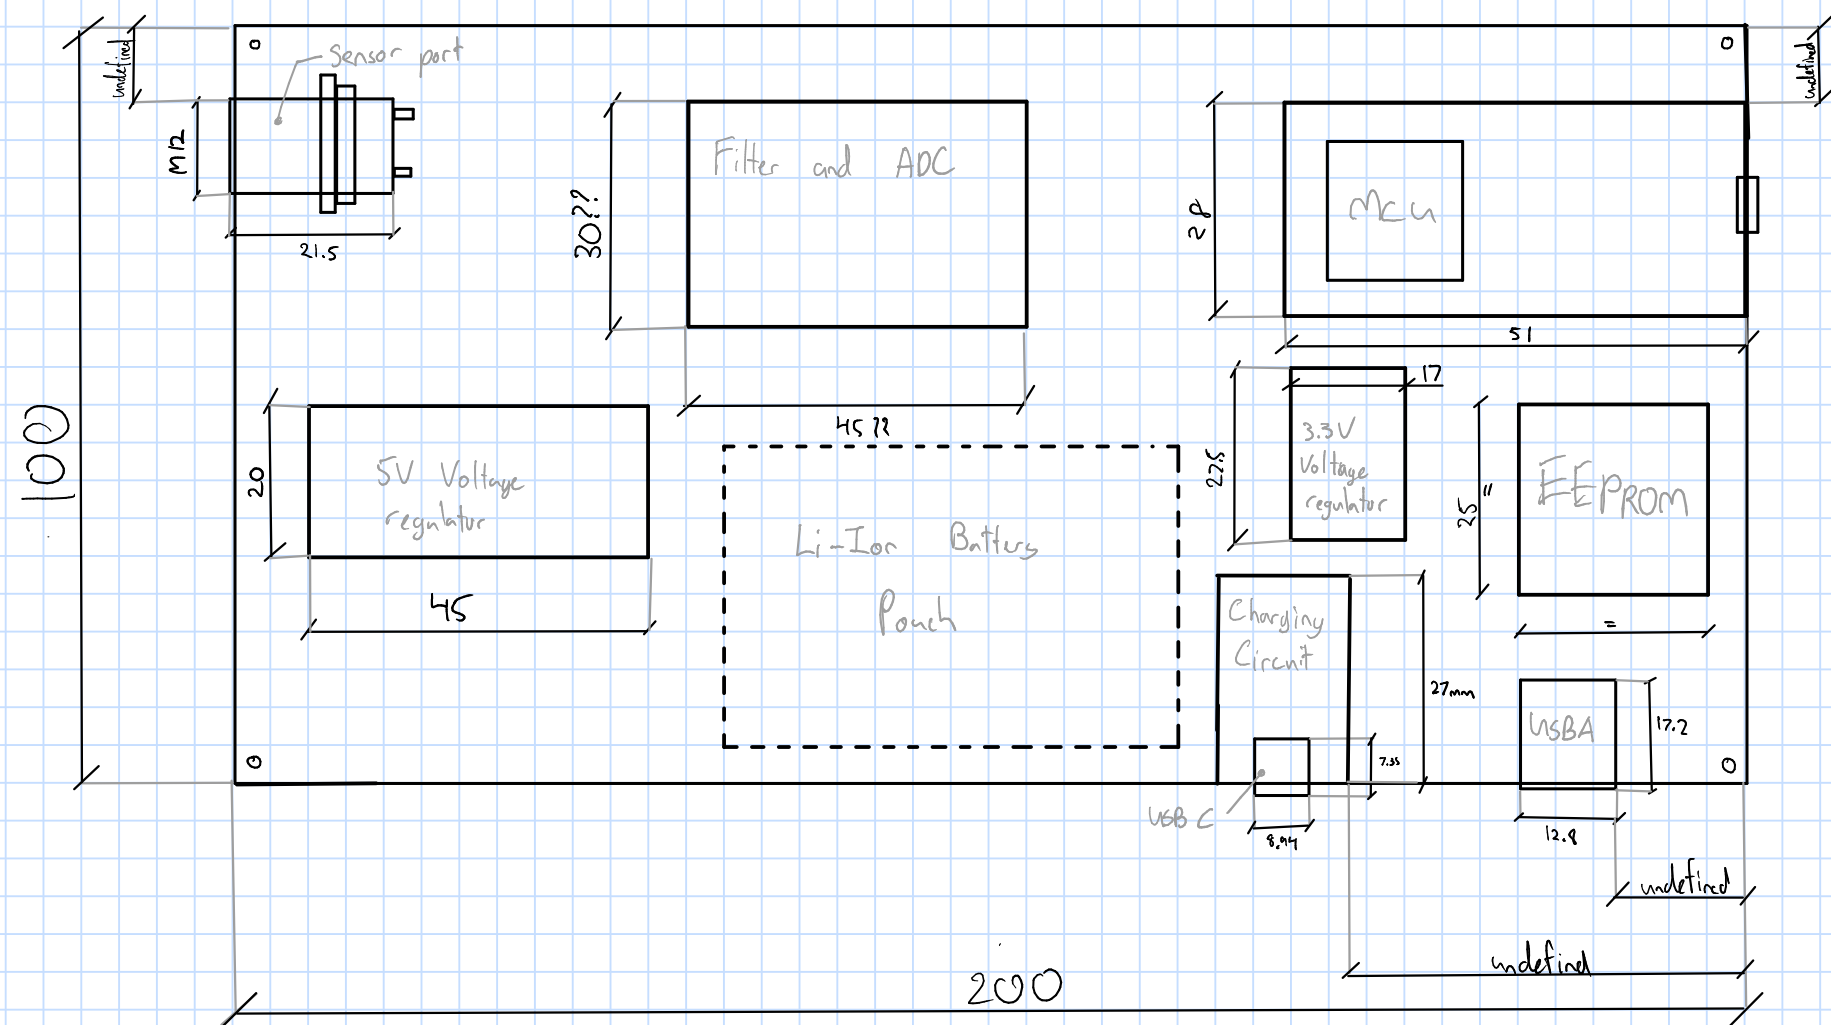 undefined
Sensor port
undefined
M12
21.5
Filter and ADC
30??
45??
MCU
28
51
100
5V Voltage
regulator
20
45
Li-Ion Battery
Pouch
17
3.3V
Voltage
regulator
22.5
EEPROM
25 "
=
Charging
Circuit
27mm
7.35
USB C
8.94
USBA
17.2
12.8
undefined
undefined
200